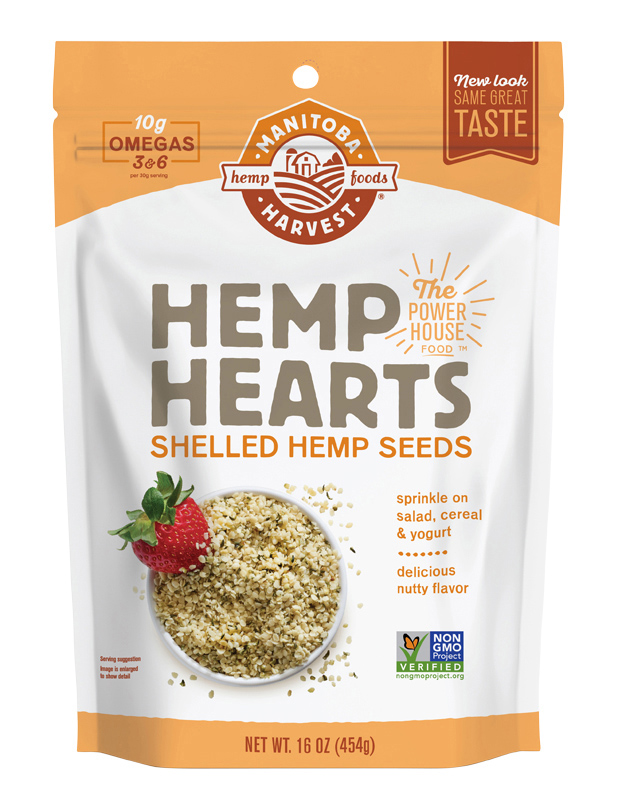 New look
SAME GREAT
TASTE
10g
OMEGAS
3&6
per 30g serving
MANITOBA
hemp foods
HARVEST
®
HEMP
HEARTS
The
POWER
HOUSE
FOOD ™
SHELLED HEMP SEEDS
sprinkle on
salad, cereal
& yogurt
delicious
nutty flavor
Serving suggestion
Image is enlarged
to show detail
NON
GMO
Project
VERIFIED
nongmoproject.org
NET WT. 16 OZ (454g)